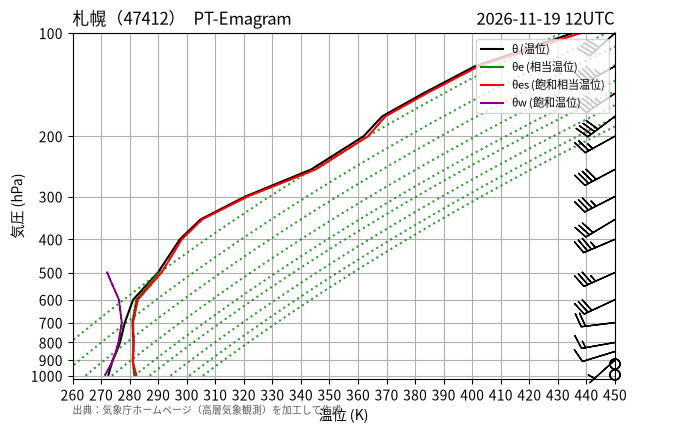 札幌（47412） PT-Emagram
2026-11-19 12UTC
θ (温位)
θe (相当温位)
θes (飽和相当温位)
θw (飽和温位)
気圧 (hPa)
100
200
300
400
500
600
700
800
900
1000
260 270 280 290 300 310 320 330 340 350 360 370 380 390 400 410 420 430 440 450
温位 (K)
出典：気象庁ホームページ（高層気象観測）を加工して